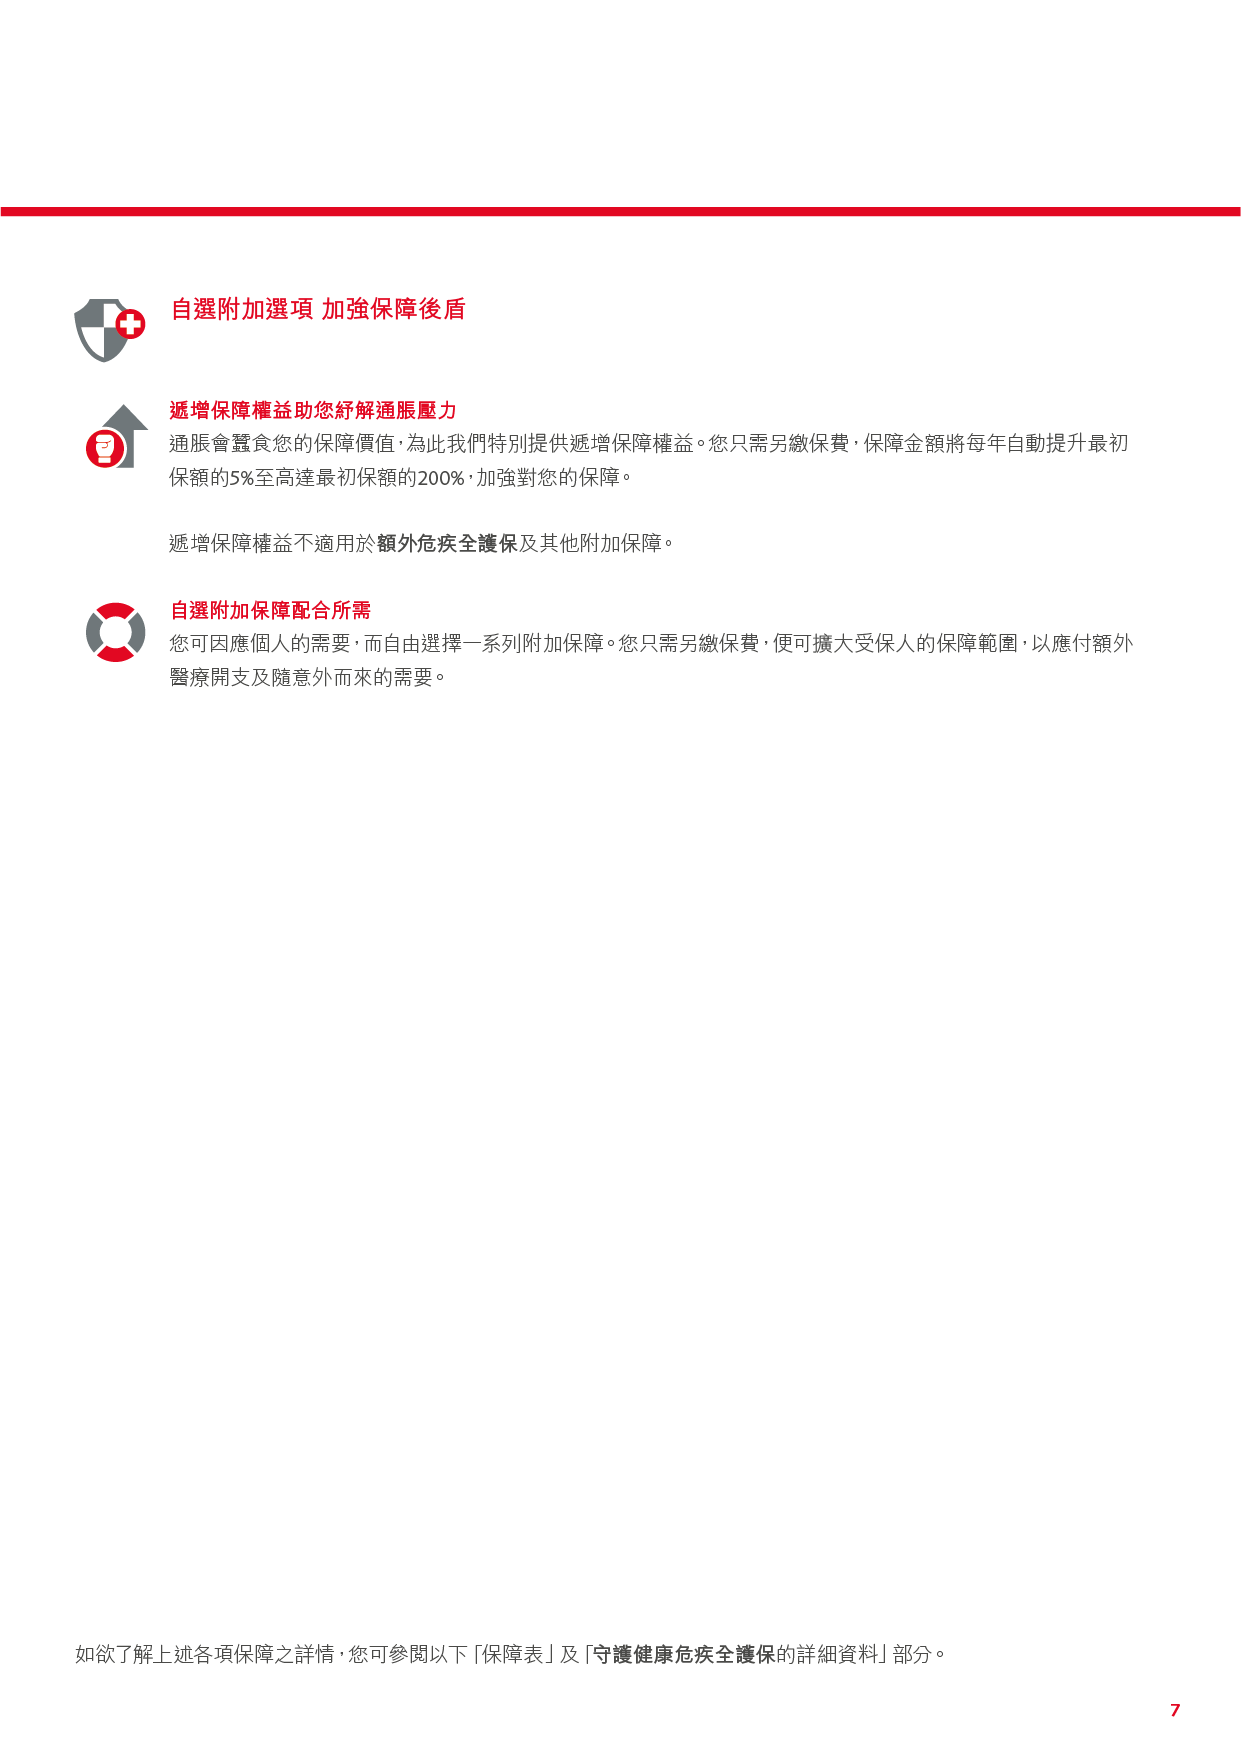 自選附加選項 加強保障後盾
遞增保障權益助您紓解通脹壓力
通脹會蠶食您的保障價值，為此我們特別提供遞增保障權益。您只需另繳保費，保障金額將每年自動提升最初
保額的5%至高達最初保額的200%，加強對您的保障。
遞增保障權益不適用於額外危疾全護保及其他附加保障。
自選附加保障配合所需
您可因應個人的需要，而自由選擇一系列附加保障。您只需另繳保費，便可擴大受保人的保障範圍，以應付額外
醫療開支及隨意外而來的需要。
如欲了解上述各項保障之詳情，您可參閱以下「保障表」及「守護健康危疾全護保的詳細資料」部分。
7